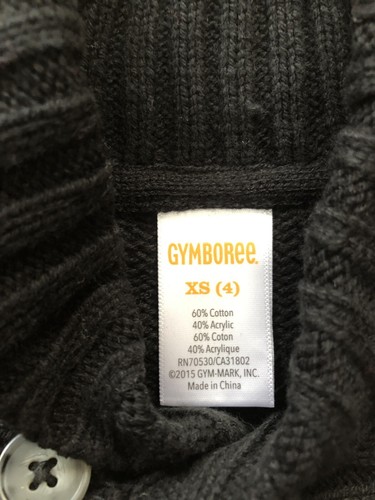 GYMBOREE.
XS (4)
60% Cotton
40% Acrylic
60% Coton
40% Acrylique
RN70530/CA31802
©2015 GYM-MARK, INC.
Made in China